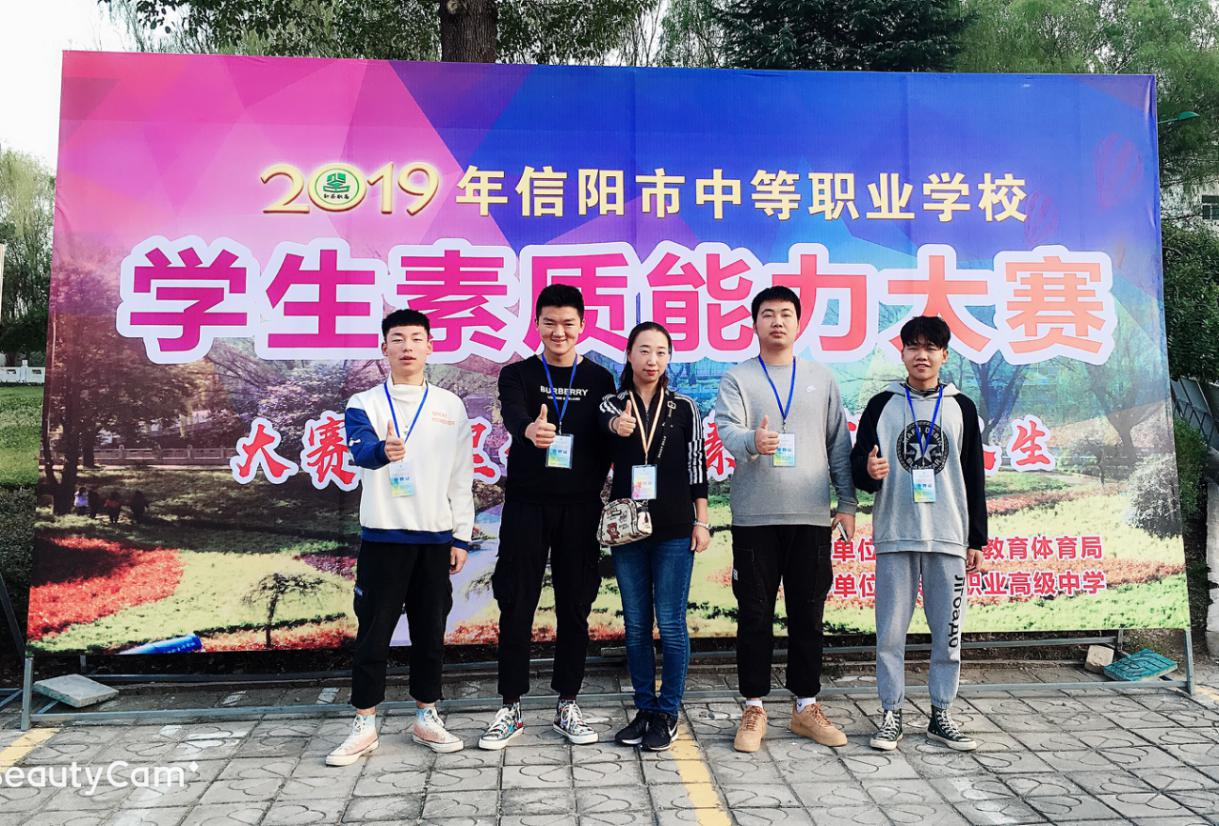 2019年信阳市中等职业学校
学生素质能力大赛
大赛
生
单位 教育体育局
单位 职业高级中学
BURBERRY
BeautyCam